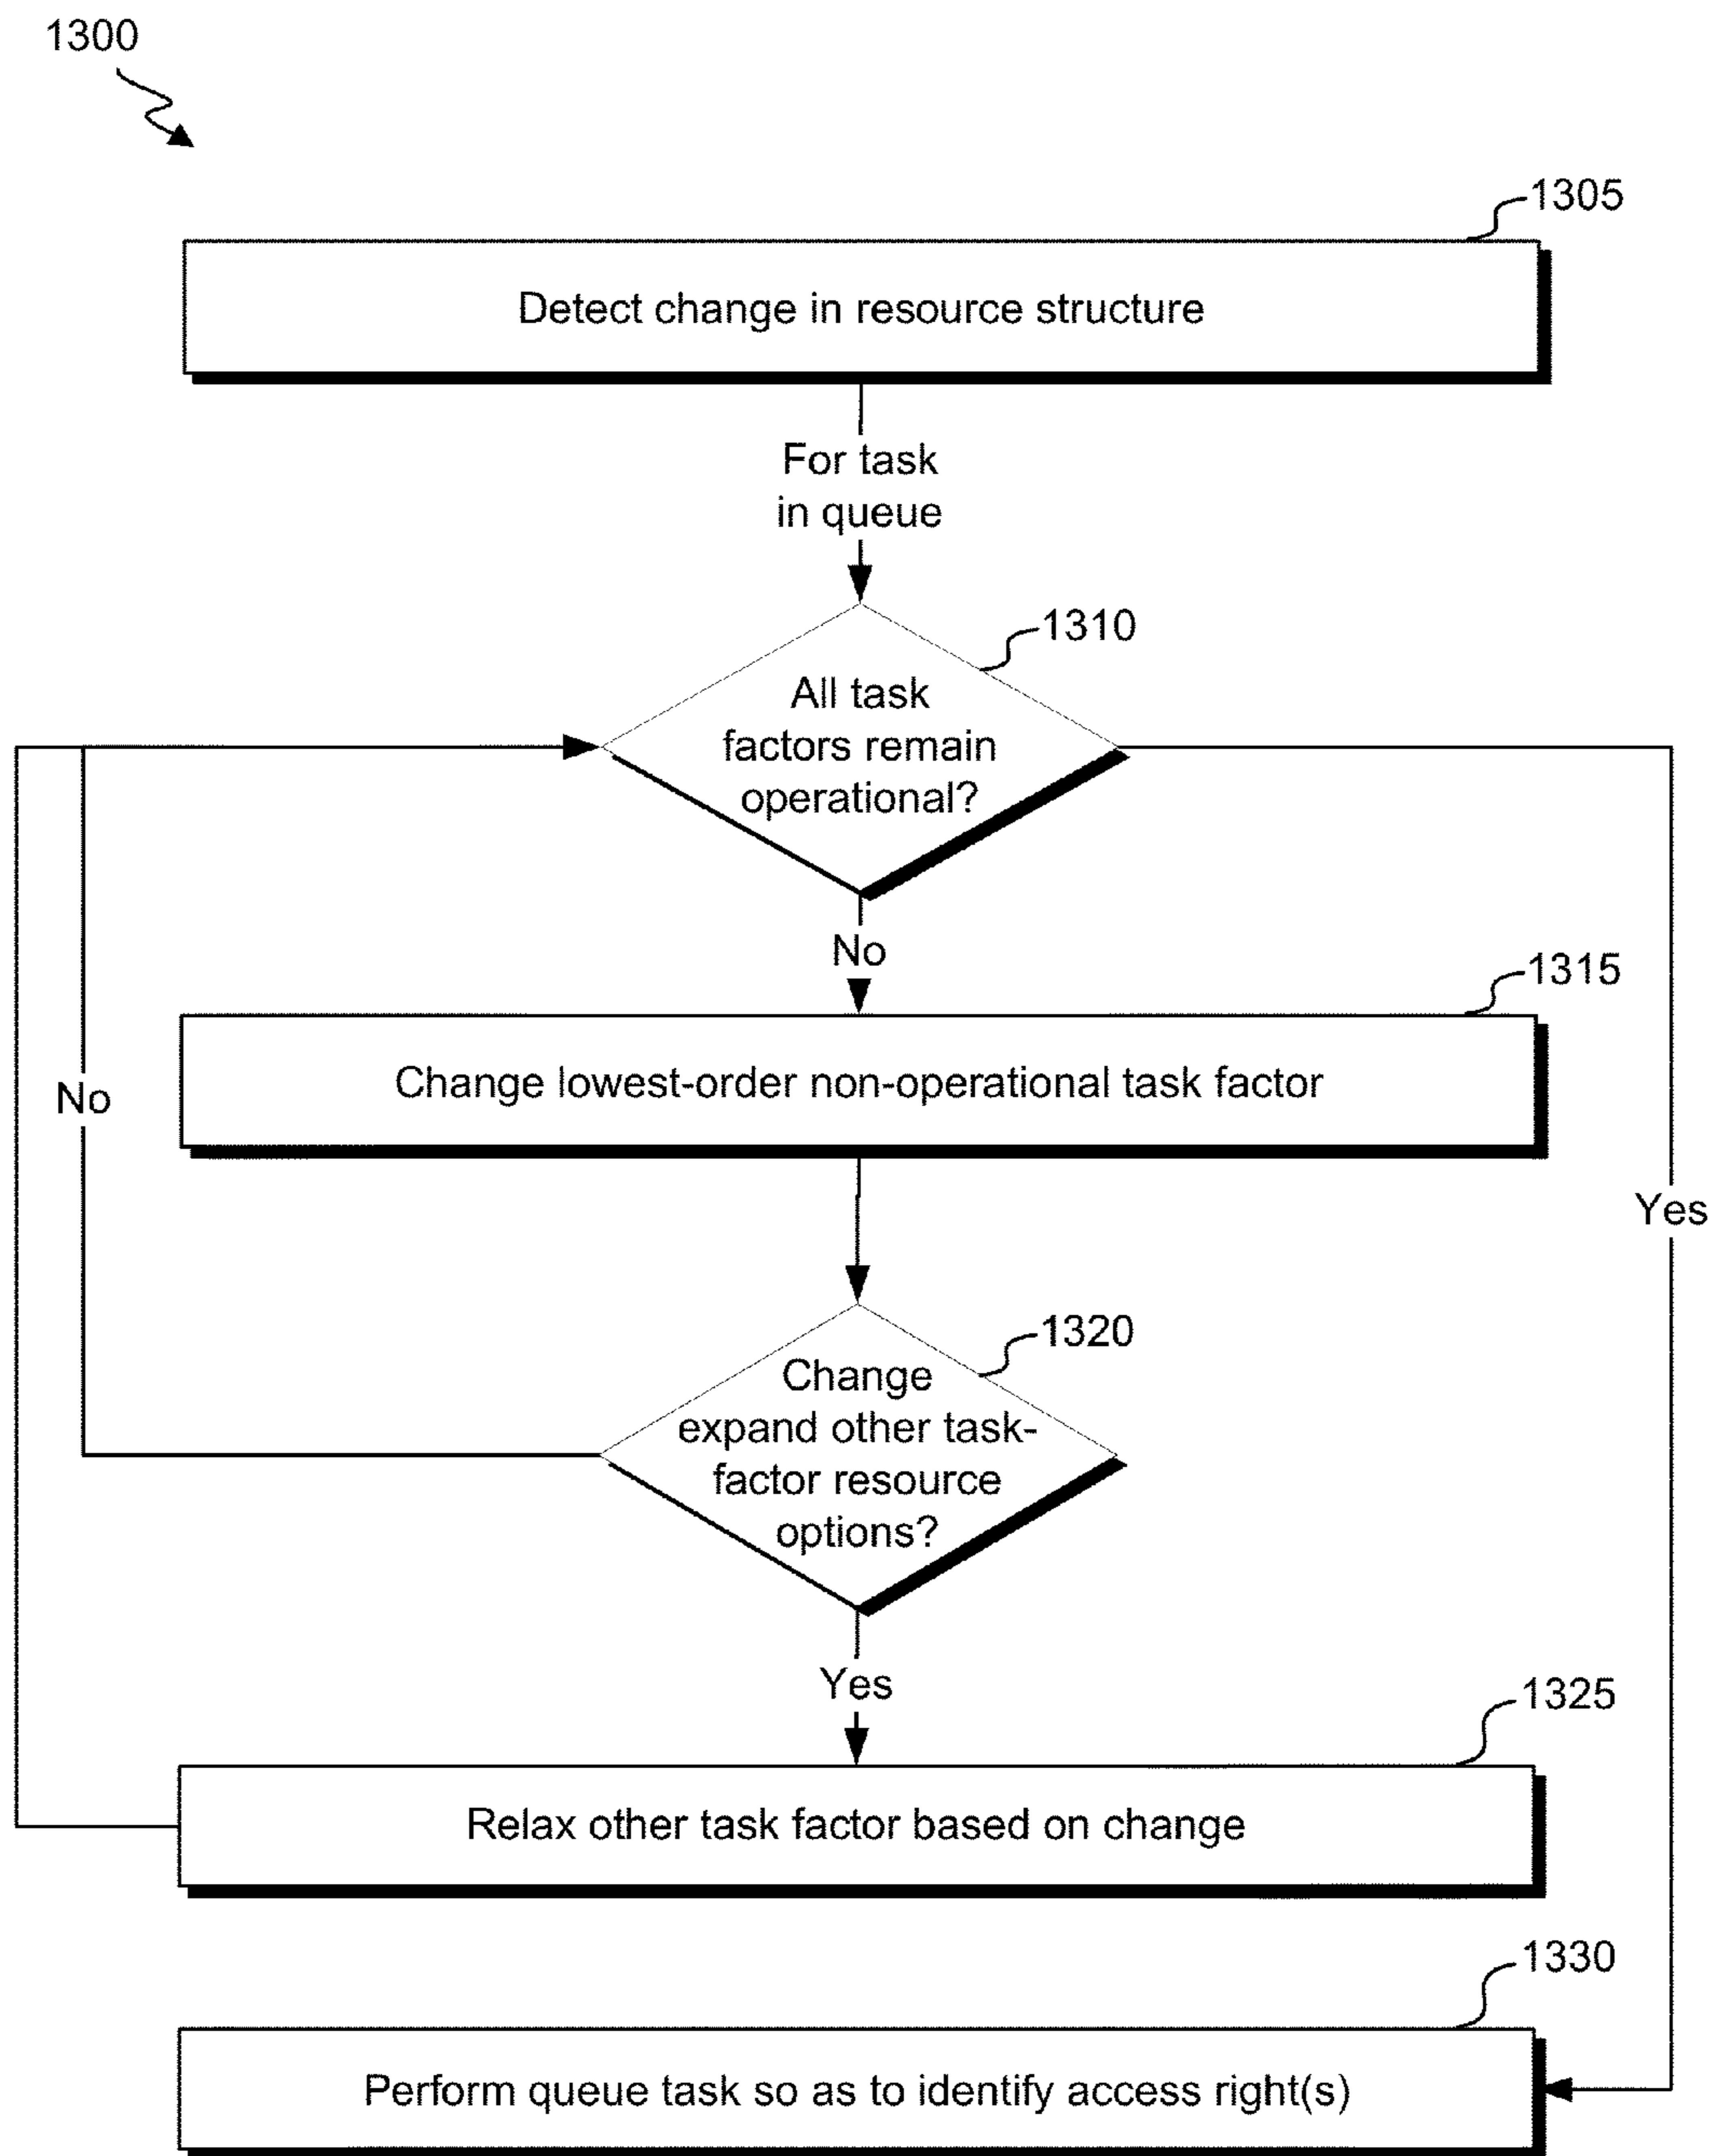 1300
1305
Detect change in resource structure
For task
in queue
1310
All task
factors remain
operational?
No
1315
Change lowest-order non-operational task factor
No
Yes
1320
Change
expand other task-
factor resource
options?
Yes
1325
Relax other task factor based on change
1330
Perform queue task so as to identify access right(s)